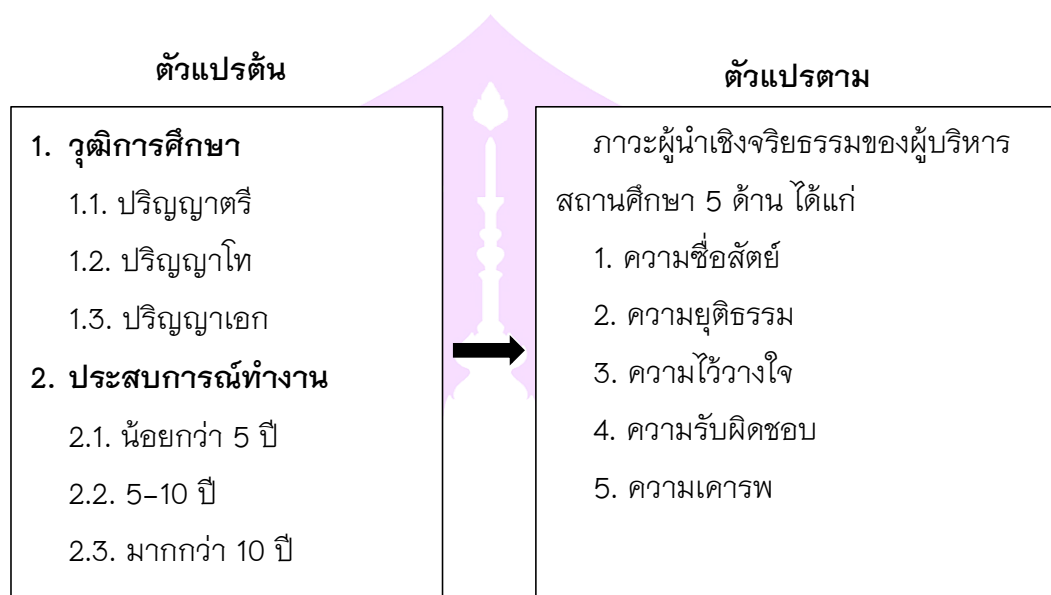 ตัวแปรต้น
1. วุฒิการศึกษา
1.1. ปริญญาตรี
1.2. ปริญญาโท
1.3. ปริญญาเอก
2. ประสบการณ์ทำงาน
2.1. น้อยกว่า 5 ปี
2.2. 5–10 ปี
2.3. มากกว่า 10 ปี
ตัวแปรตาม
ภาวะผู้นำเชิงจริยธรรมของผู้บริหาร
สถานศึกษา 5 ด้าน ได้แก่
1. ความซื่อสัตย์
2. ความยุติธรรม
3. ความไว้วางใจ
4. ความรับผิดชอบ
5. ความเคารพ